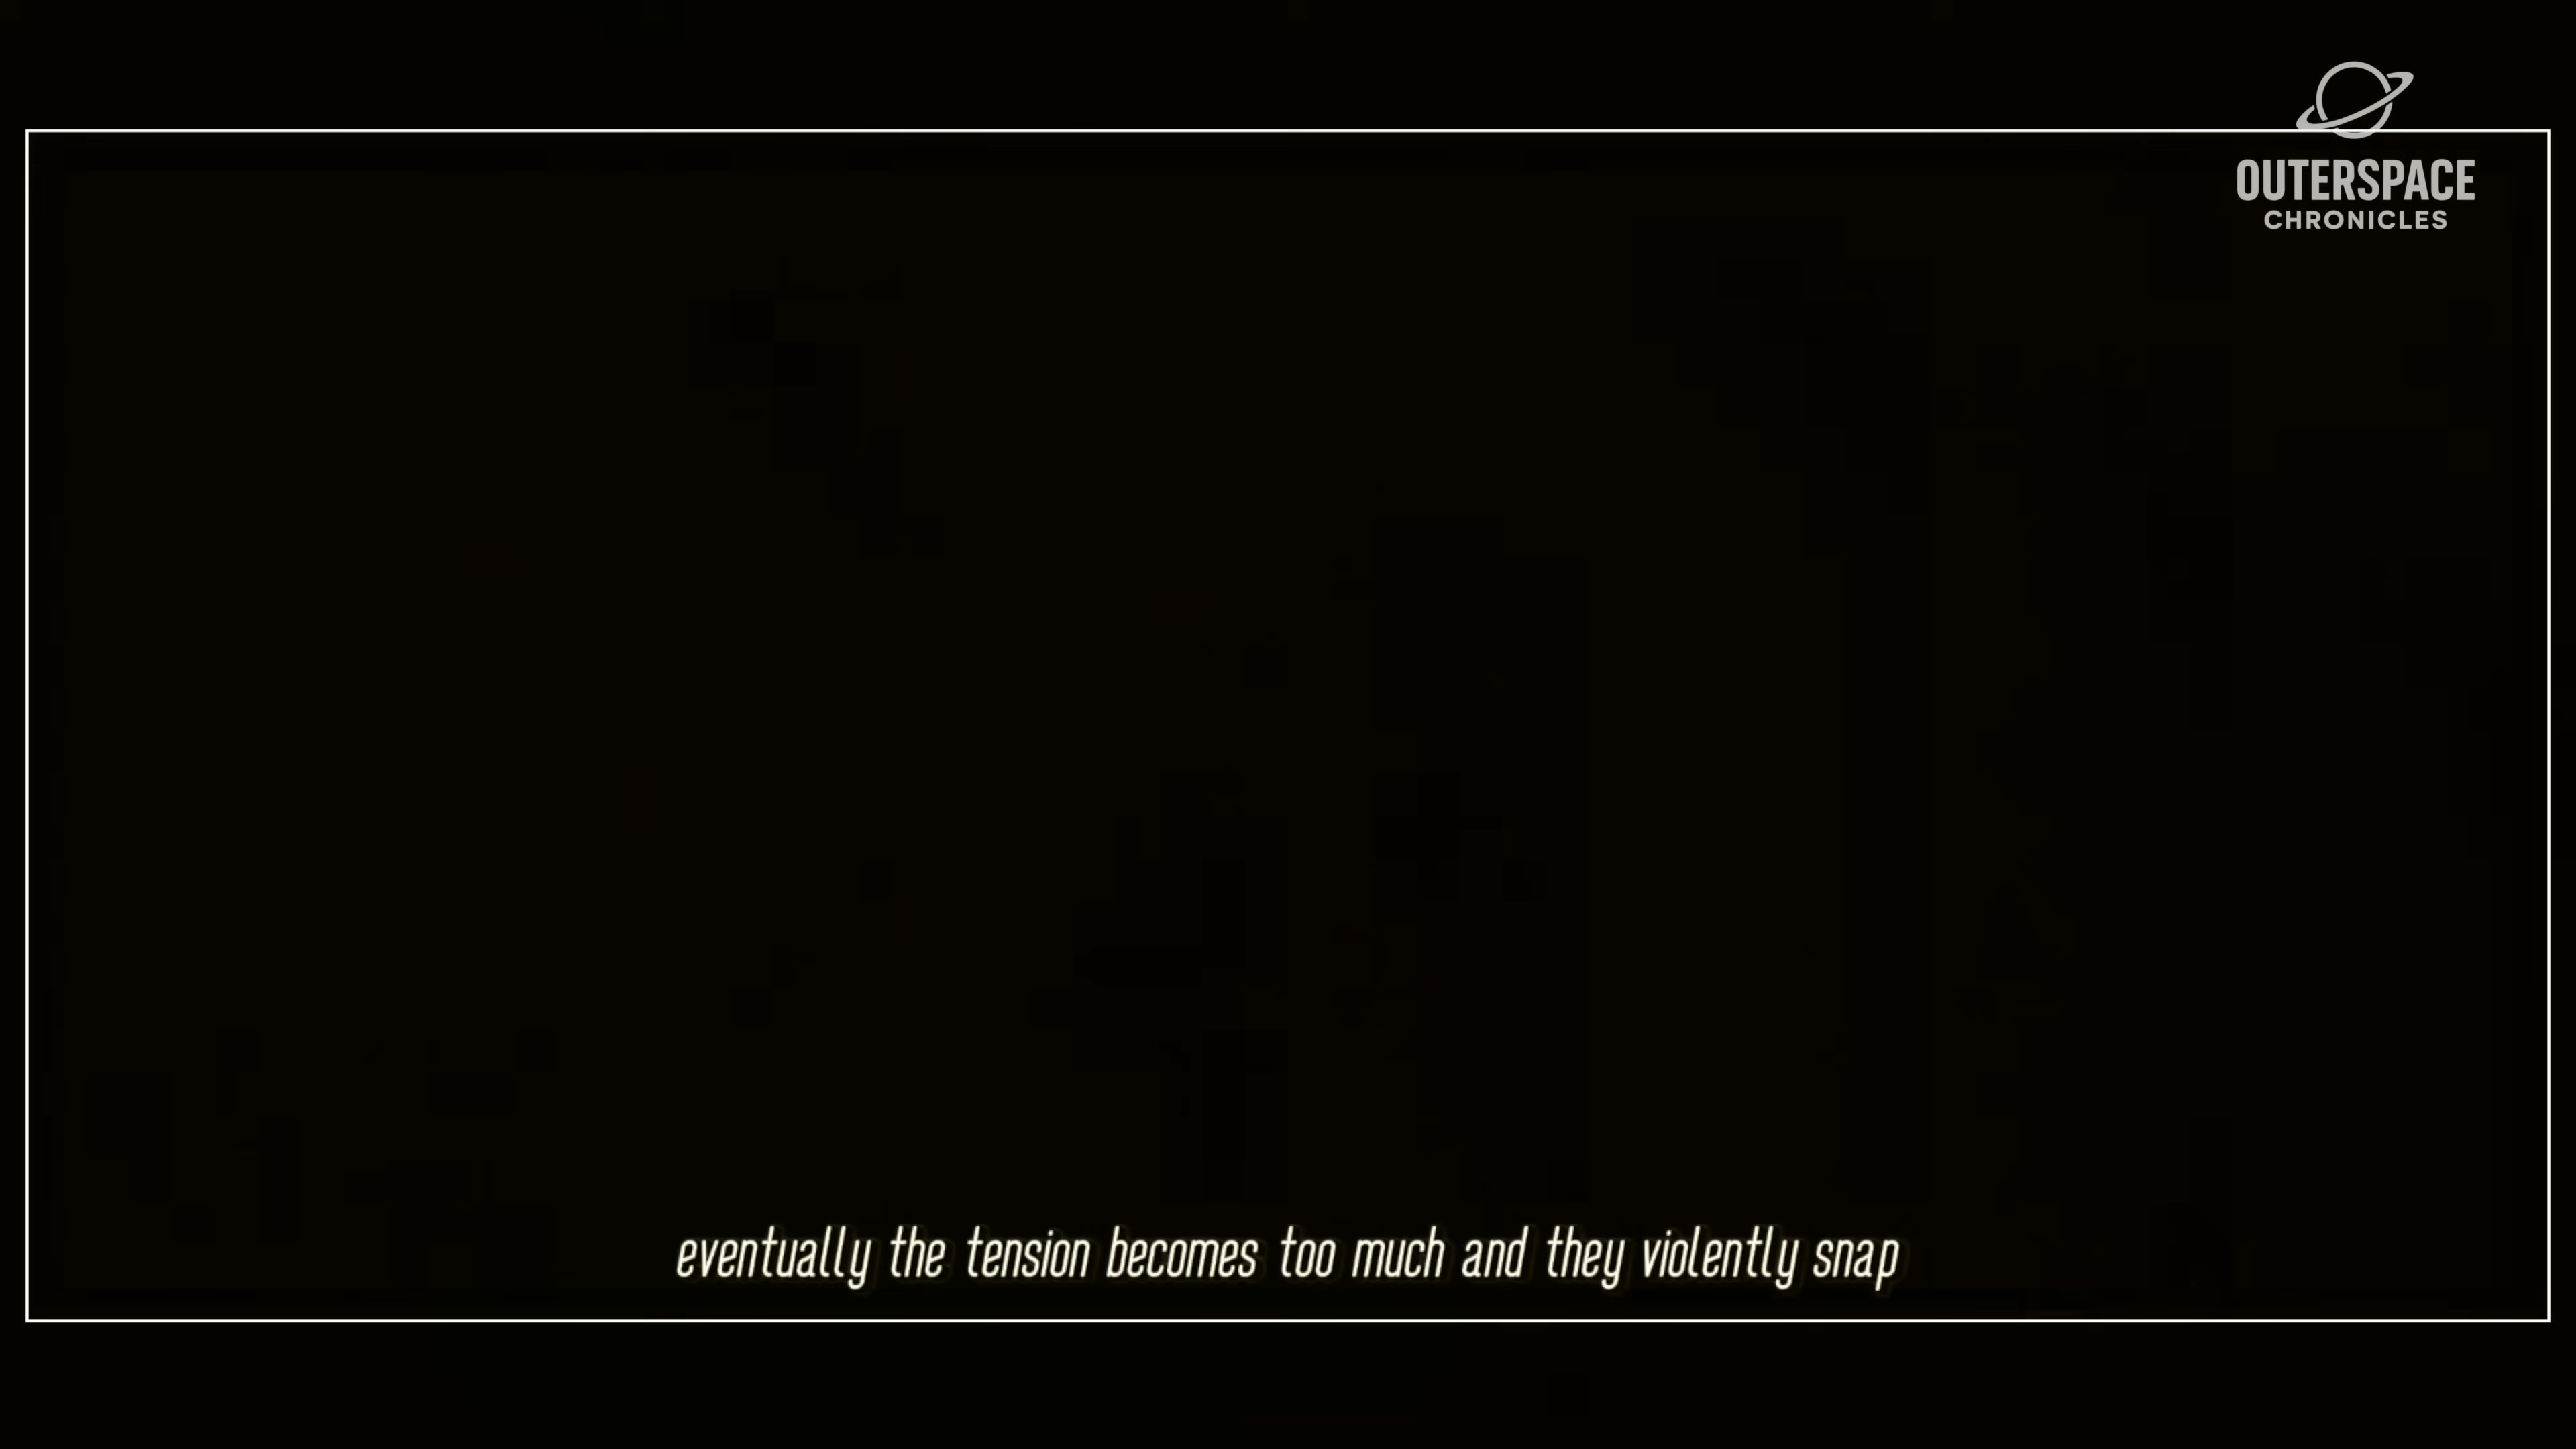 OUTERSPACE
CHRONICLES
eventually the tension becomes too much and they violently snap